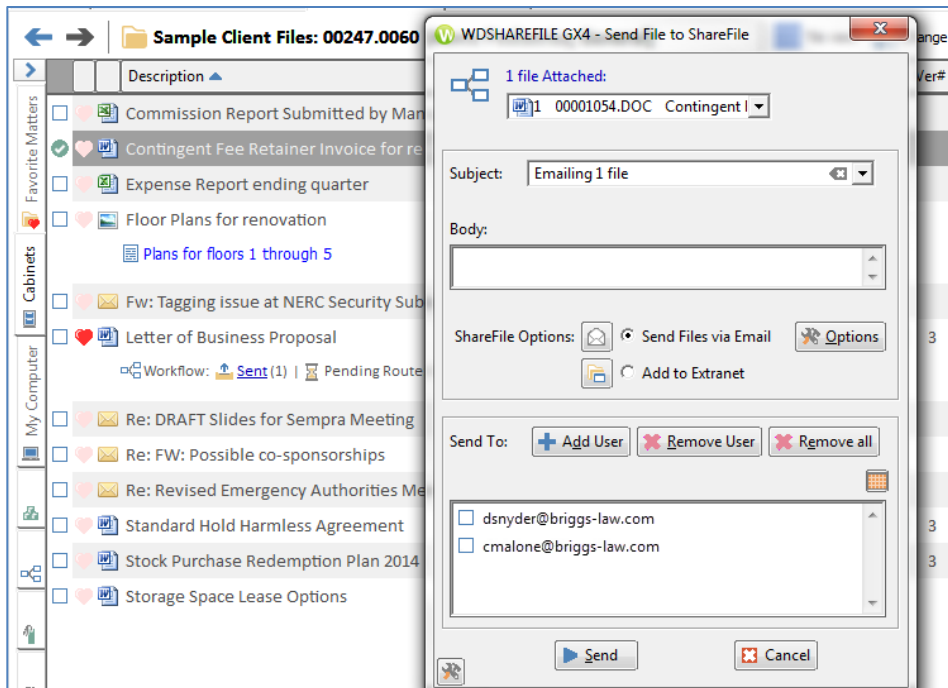 Sample Client Files: 00247.0060
Description
Ver#
Favorite Matters
Cabinets
My Computer
Commission Report Submitted by Man
Contingent Fee Retainer Invoice for re
Expense Report ending quarter
Floor Plans for renovation
Plans for floors 1 through 5
Fw: Tagging issue at NERC Security Sub
Letter of Business Proposal
3
Workflow: Sent (1) | Pending Route
Re: DRAFT Slides for Sempra Meeting
Re: FW: Possible co-sponsorships
Re: Revised Emergency Authorities Me
Standard Hold Harmless Agreement
3
Stock Purchase Redemption Plan 2014
3
Storage Space Lease Options
WDSHAREFILE GX4 - Send File to ShareFile
1 file Attached:
1 00001054.DOC Contingent I
Subject: Emailing 1 file
Body:
ShareFile Options: Send Files via Email Options
Add to Extranet
Send To: Add User Remove User Remove all
dsnyder@briggs-law.com
cmalone@briggs-law.com
Send Cancel